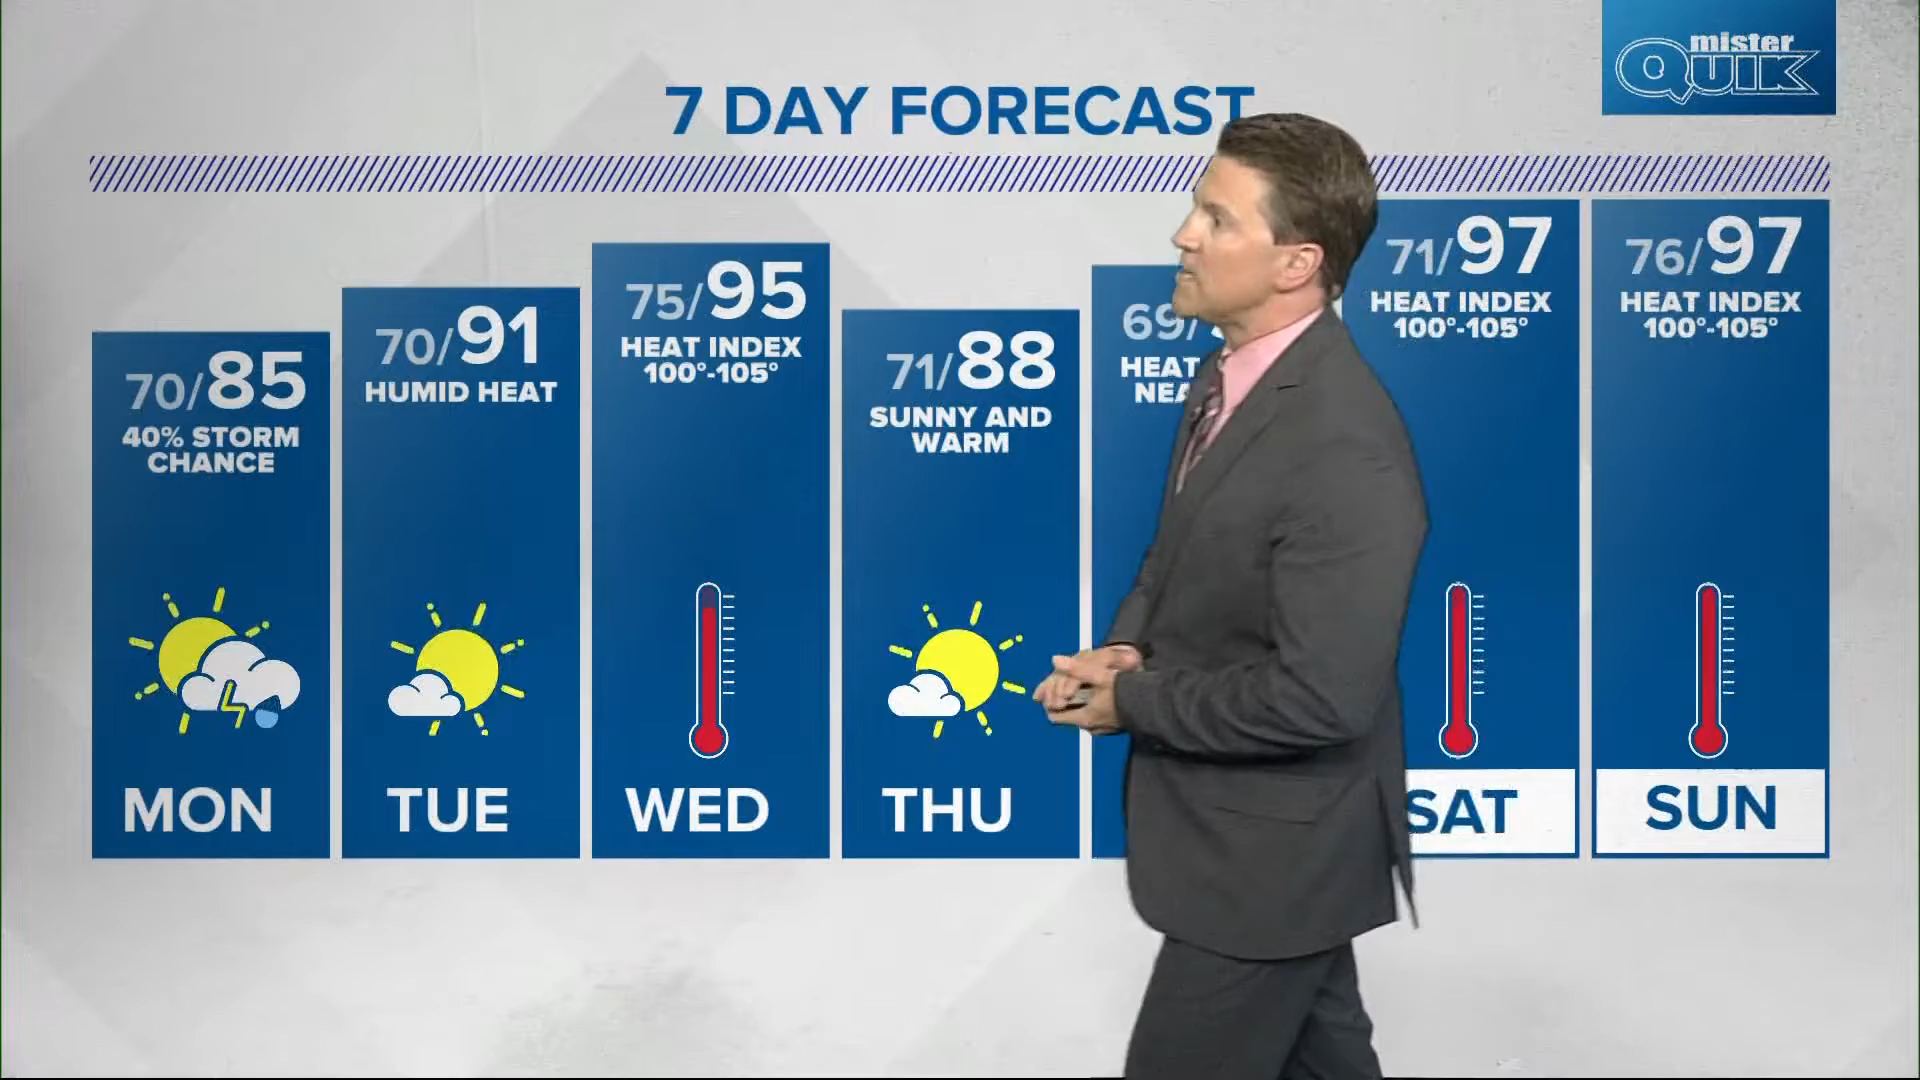 mister
QUIK
7 DAY FORECAST
70/85
40% STORM
CHANCE
MON
70/91
HUMID HEAT
TUE
75/95
HEAT INDEX
100°-105°
WED
71/88
SUNNY AND
WARM
THU
69/
HEAT
71/97
HEAT INDEX
100°-105°
SAT
76/97
HEAT INDEX
100°-105°
SUN